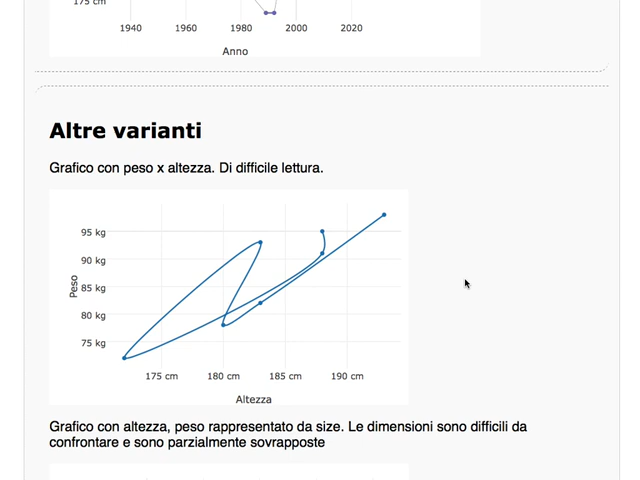 175 cm
1940 1960 1980 2000 2020
Anno
Altre varianti
Grafico con peso x altezza. Di difficile lettura.
95 kg
90 kg
85 kg
80 kg
75 kg
Peso
175 cm 180 cm 185 cm 190 cm
Altezza
Grafico con altezza, peso rappresentato da size. Le dimensioni sono difficili da
confrontare e sono parzialmente sovrapposte